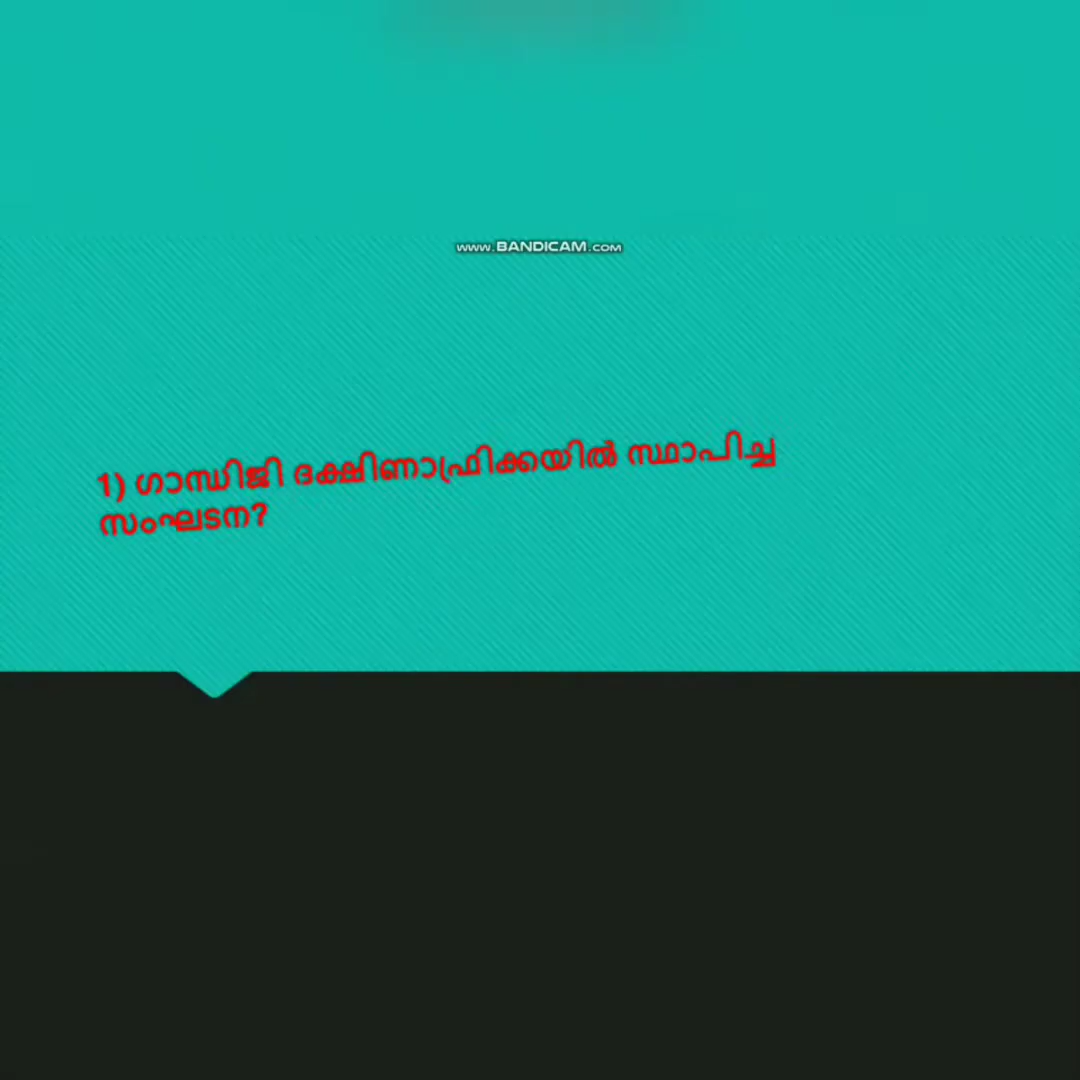 www.BANDICAM.com
1) ഗാന്ധിജി ദക്ഷിണാഫ്രിക്കയിൽ സ്ഥാപിച്ച
സംഘടന?